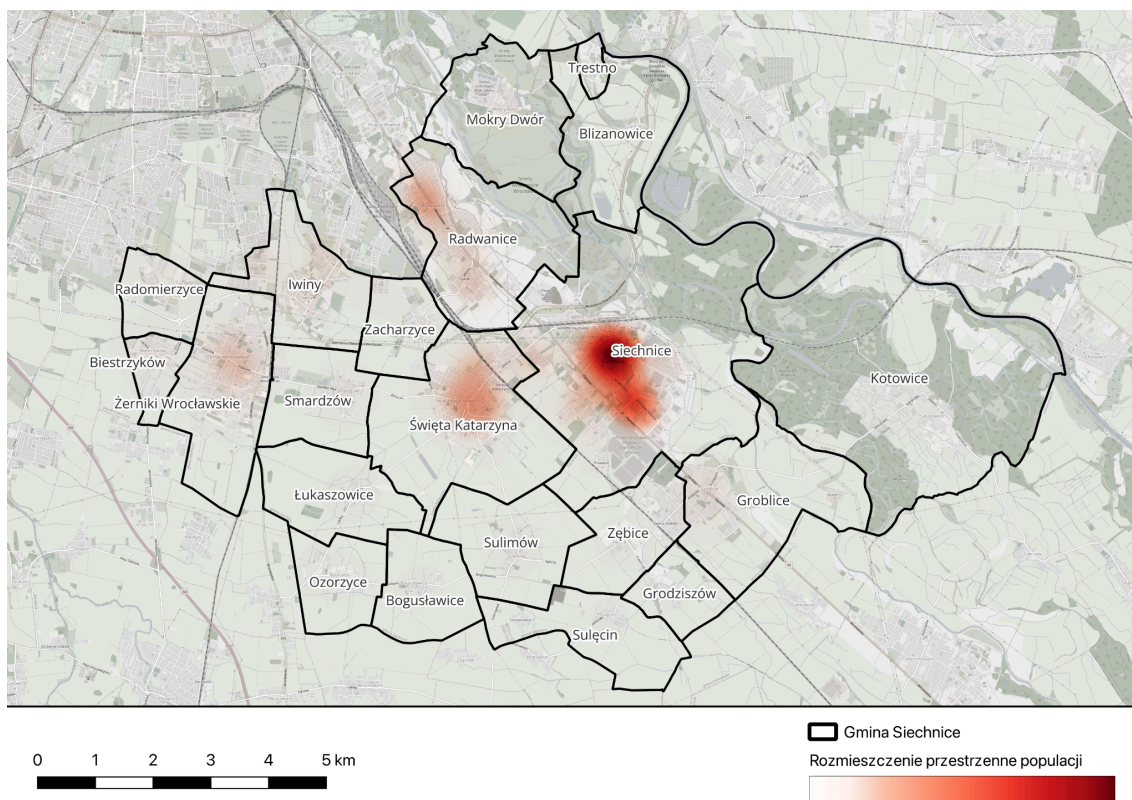 Trestno
Mokry Dwór
Blizanowice
Radwanice
Iwiny
Radomierzyce
Zacharzyce
Siechnice
Biestrzyków
Kotowice
Żerniki Wrocławskie
Smardzów
Święta Katarzyna
Łukaszowice
Groblice
Zębice
Sulimów
Ozorzyce
Bogusławice
Grodziszów
Sulęcin
Gmina Siechnice
0 1 2 3 4 5 km
Rozmieszczenie przestrzenne populacji